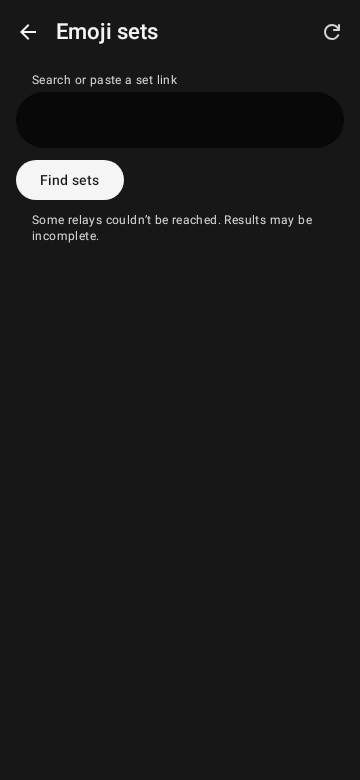 Emoji sets
Search or paste a set link
Find sets
Some relays couldn’t be reached. Results may be
incomplete.